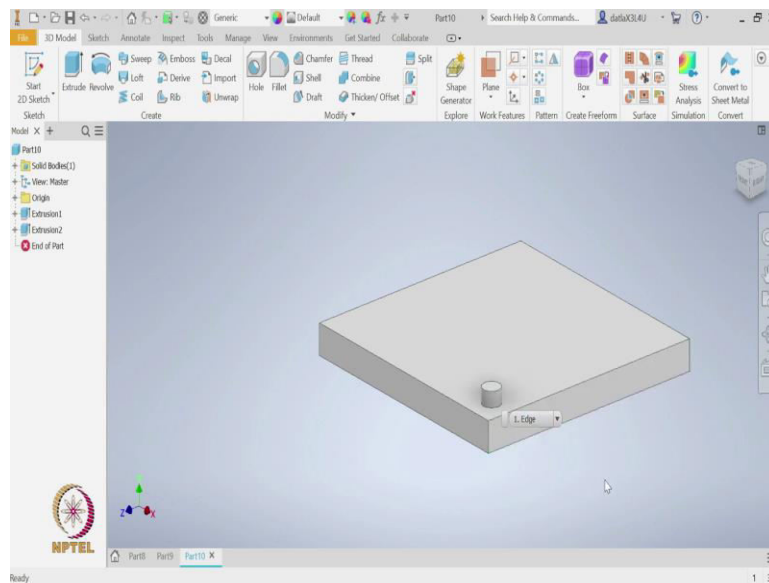 Generic Default fx Part10 Search Help & Commands... datlaX3L4U
File 3D Model Sketch Annotate Inspect Tools Manage View Environments Get Started Collaborate
Start 2D Sketch
Extrude Revolve
Sweep Emboss Decal
Loft Derive Import
Coil Rib Unwrap
Hole Fillet
Chamfer Thread Split
Shell Combine
Draft Thicken/ Offset
Shape Generator
Plane
Box
Stress Analysis
Convert to Sheet Metal
Sketch Create Modify Explore Work Features Pattern Create Freeform Surface Simulation Convert
Model X +
Part10
Solid Bodies(1)
View: Master
Origin
Extrusion1
Extrusion2
End of Part
1. Edge
Z X
NPTEL
Part8 Part9 Part10 X
Ready 1